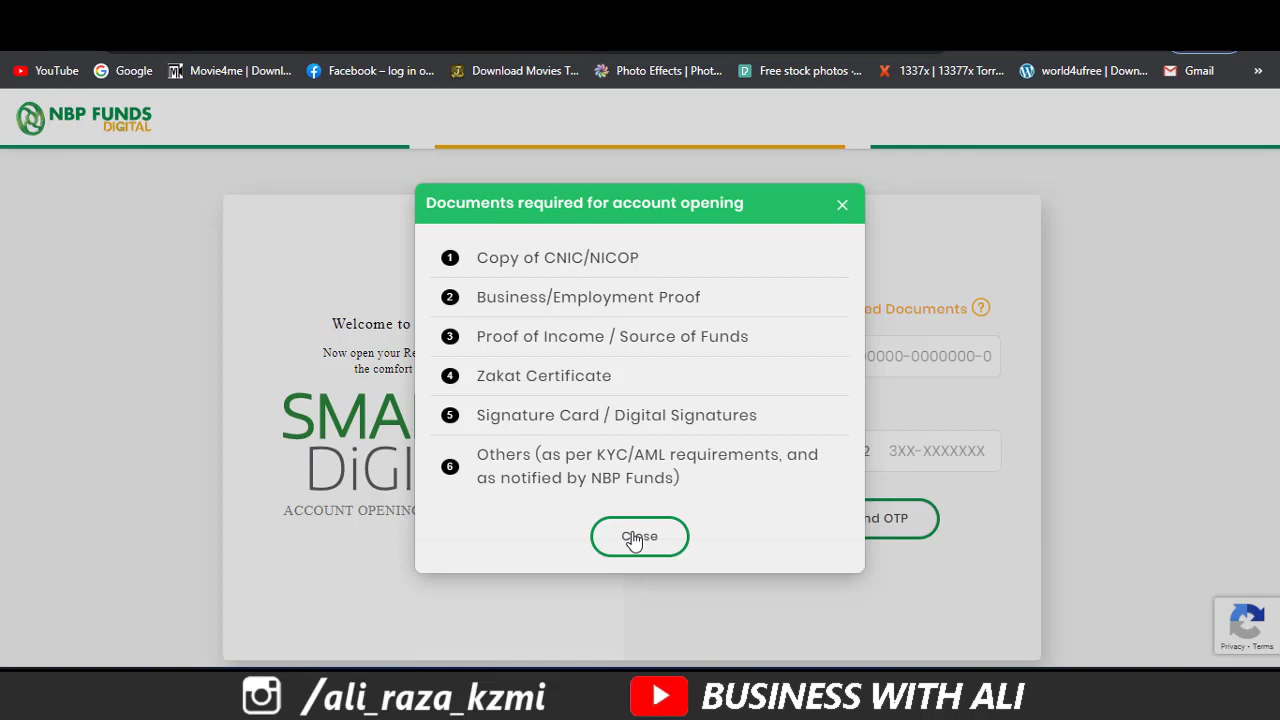 YouTube
Google
Movie4me | Downl...
Facebook – log in o...
Download Movies T...
Photo Effects | Phot...
Free stock photos ·...
1337x | 13377x Torr...
world4ufree | Down...
Gmail
»
NBP FUNDS
DIGITAL
Documents required for account opening
1 Copy of CNIC/NICOP
2 Business/Employment Proof
3 Proof of Income / Source of Funds
4 Zakat Certificate
5 Signature Card / Digital Signatures
6 Others (as per KYC/AML requirements, and
as notified by NBP Funds)
Close
Welcome to
Now open your Re
the comfort
SMA
DiGI
ACCOUNT OPENING
ed Documents ?
0000-0000000-0
2 3XX-XXXXXXX
nd OTP
Privacy - Terms
/ali_raza_kzmi
BUSINESS WITH ALI